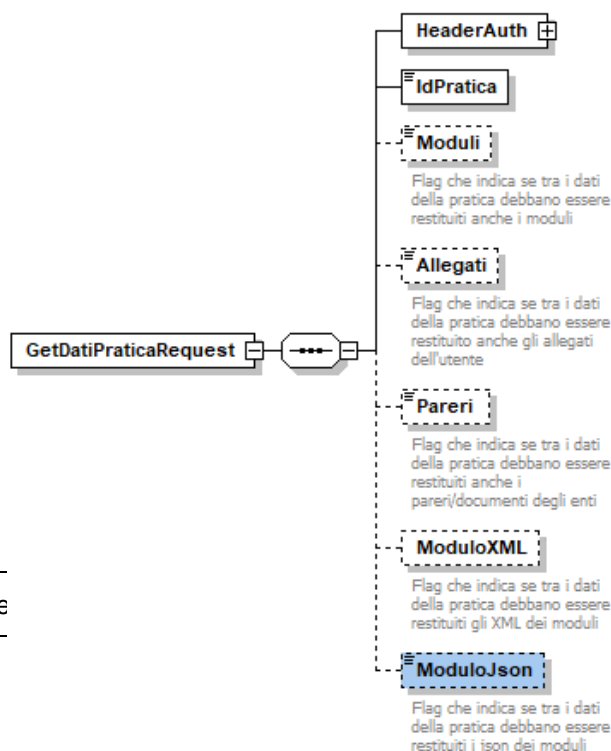 HeaderAuth
IdPratica
Moduli
Flag che indica se tra i dati
della pratica debbano essere
restituiti anche i moduli
Allegati
Flag che indica se tra i dati
della pratica debbano essere
restituito anche gli allegati
dell'utente
GetDatiPraticaRequest
Pareri
Flag che indica se tra i dati
della pratica debbano essere
restituiti anche i
pareri/documenti degli enti
ModuloXML
Flag che indica se tra i dati
della pratica debbano essere
restituiti gli XML dei moduli
e
ModuloJson
Flag che indica se tra i dati
della pratica debbano essere
restituiti i json dei moduli